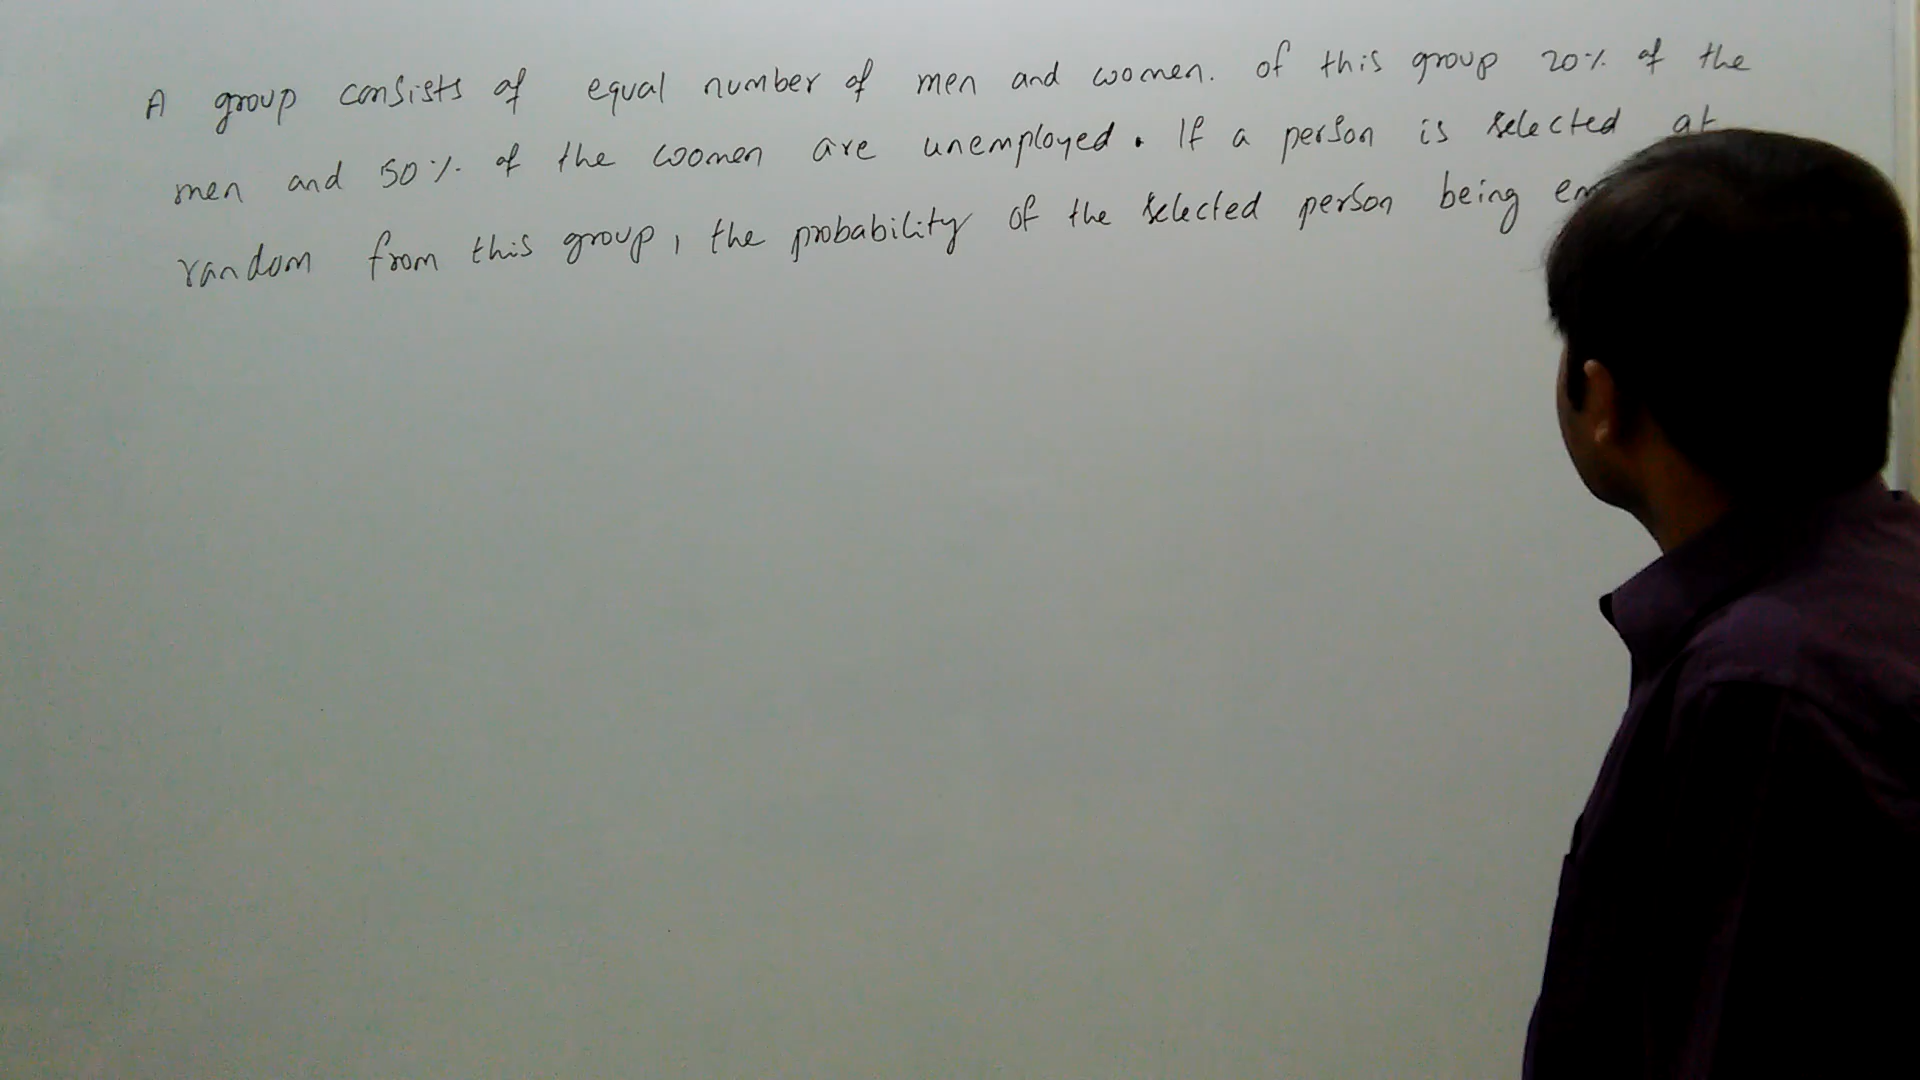 A group consists of equal number of men and women. of this group 20% of the
men and 50% of the women are unemployed. If a person is selected at
random from this group, the probability of the selected person being